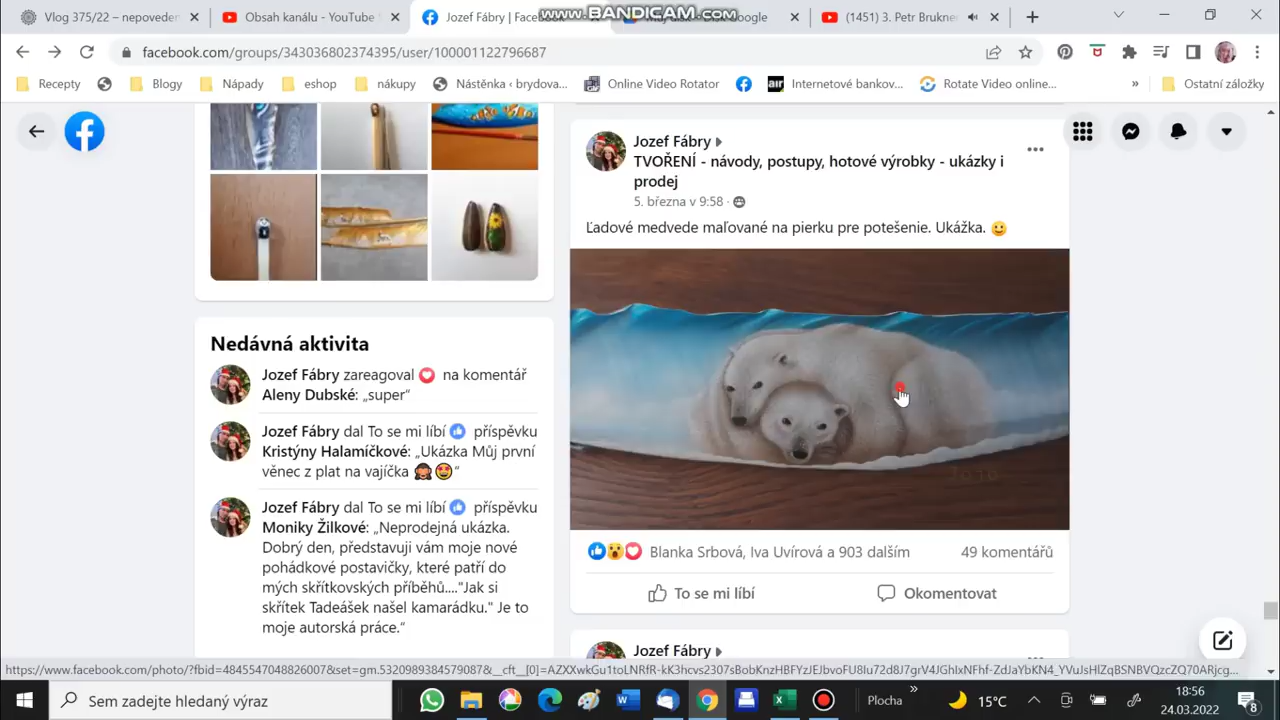 Vlog 375/22 – nepoveden
Obsah kanálu - YouTube
Jozef Fábry | Face
www.BANDICAM.com
Google
(1451) 3. Petr Brukne
facebook.com/groups/343036802374395/user/100001122796687
Recepty
Blogy
Nápady
eshop
nákupy
Nástěnka ‹ brydova...
Online Video Rotator
air
Internetové bankov...
Rotate Video online...
»
Ostatní záložky
Jozef Fábry
TVOŘENÍ - návody, postupy, hotové výrobky - ukázky i
prodej
5. března v 9:58
Ľadové medvede maľované na pierku pre potešenie. Ukážka. 🙂
Blanka Srbová, Iva Uvírová a 903 dalším
49 komentářů
To se mi líbí
Okomentovat
Jozef Fábry
Nedávná aktivita
Jozef Fábry zareagoval na komentář
Aleny Dubské: „super“
Jozef Fábry dal To se mi líbí příspěvku
Kristýny Halamíčkové: „Ukázka Můj první
věnec z plat na vajíčka 🙈🤩“
Jozef Fábry dal To se mi líbí příspěvku
Moniky Žilkové: „Neprodejná ukázka.
Dobrý den, představuji vám moje nové
pohádkové postavičky, které patří do
mých skřítkovských příběhů...."Jak si
skřítek Tadeášek našel kamarádku." Je to
moje autorská práce.“
Sem zadejte hledaný výraz
Plocha
»
15°C
18:56
24.03.2022
8